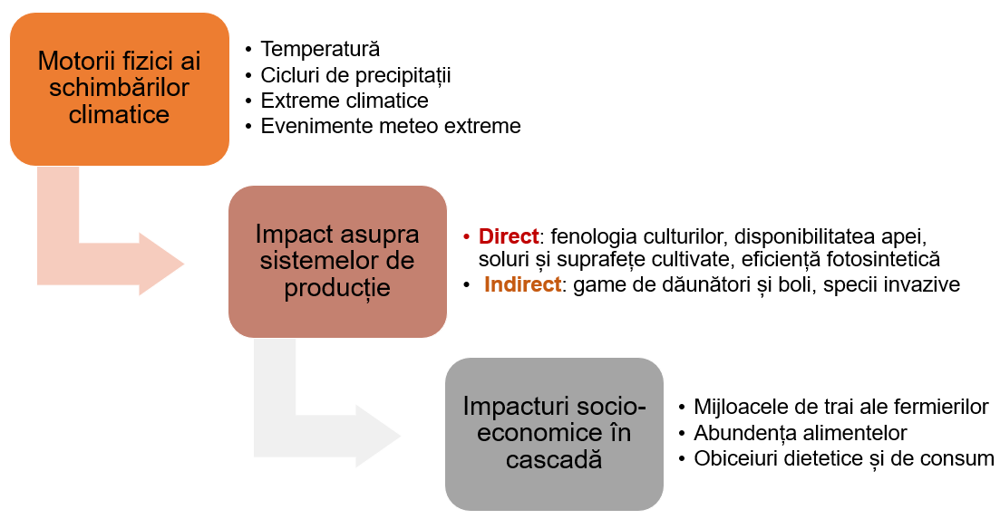 Motorii fizici ai
schimbărilor
climatice
• Temperatură
• Cicluri de precipitații
• Extreme climatice
• Evenimente meteo extreme
Impact asupra
sistemelor de
producție
• Direct: fenologia culturilor, disponibilitatea apei,
soluri și suprafețe cultivate, eficiență fotosintetică
• Indirect: game de dăunători și boli, specii invazive
Impacturi socio-
economice în
cascadă
• Mijloacele de trai ale fermierilor
• Abundența alimentelor
• Obiceiuri dietetice și de consum